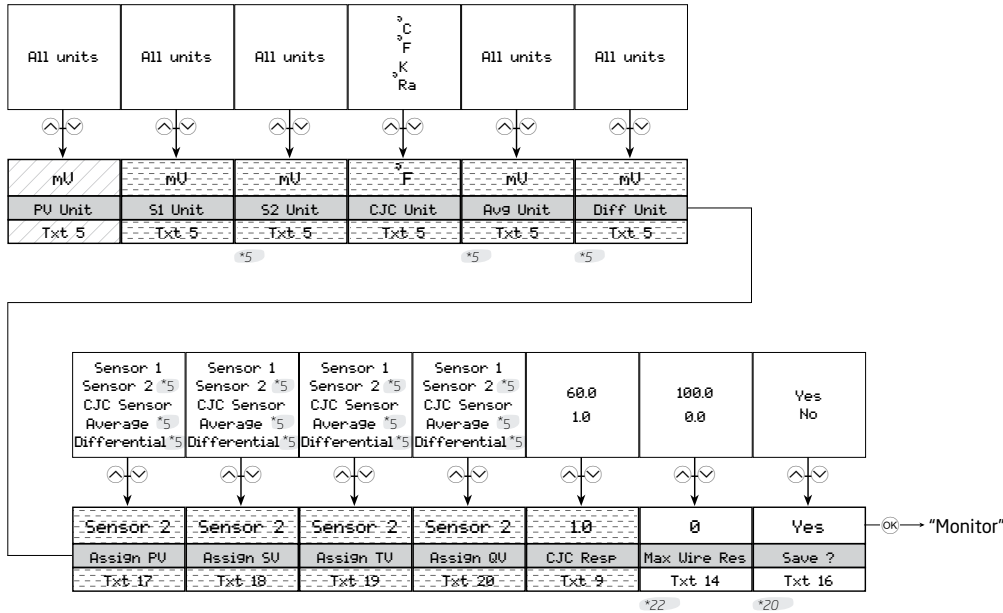 All units
All units
All units
°C
°F
K
°Ra
All units
All units
mV
mV
mV
°F
mV
mV
PV Unit
S1 Unit
S2 Unit
CJC Unit
Avg Unit
Diff Unit
Txt 5
Txt 5
Txt 5
Txt 5
Txt 5
Txt 5
*5
*5
*5
Sensor 1
Sensor 2 *5
CJC Sensor
Average *5
Differential *5
Sensor 1
Sensor 2 *5
CJC Sensor
Average *5
Differential *5
Sensor 1
Sensor 2 *5
CJC Sensor
Average *5
Differential *5
Sensor 1
Sensor 2 *5
CJC Sensor
Average *5
Differential *5
60.0
1.0
100.0
0.0
Yes
No
Sensor 2
Sensor 2
Sensor 2
Sensor 2
1.0
0
Yes
OK
“Monitor”
Assign PV
Assign SV
Assign TV
Assign QV
CJC Resp
Max Wire Res
Save ?
Txt 17
Txt 18
Txt 19
Txt 20
Txt 9
Txt 14
Txt 16
*22
*20